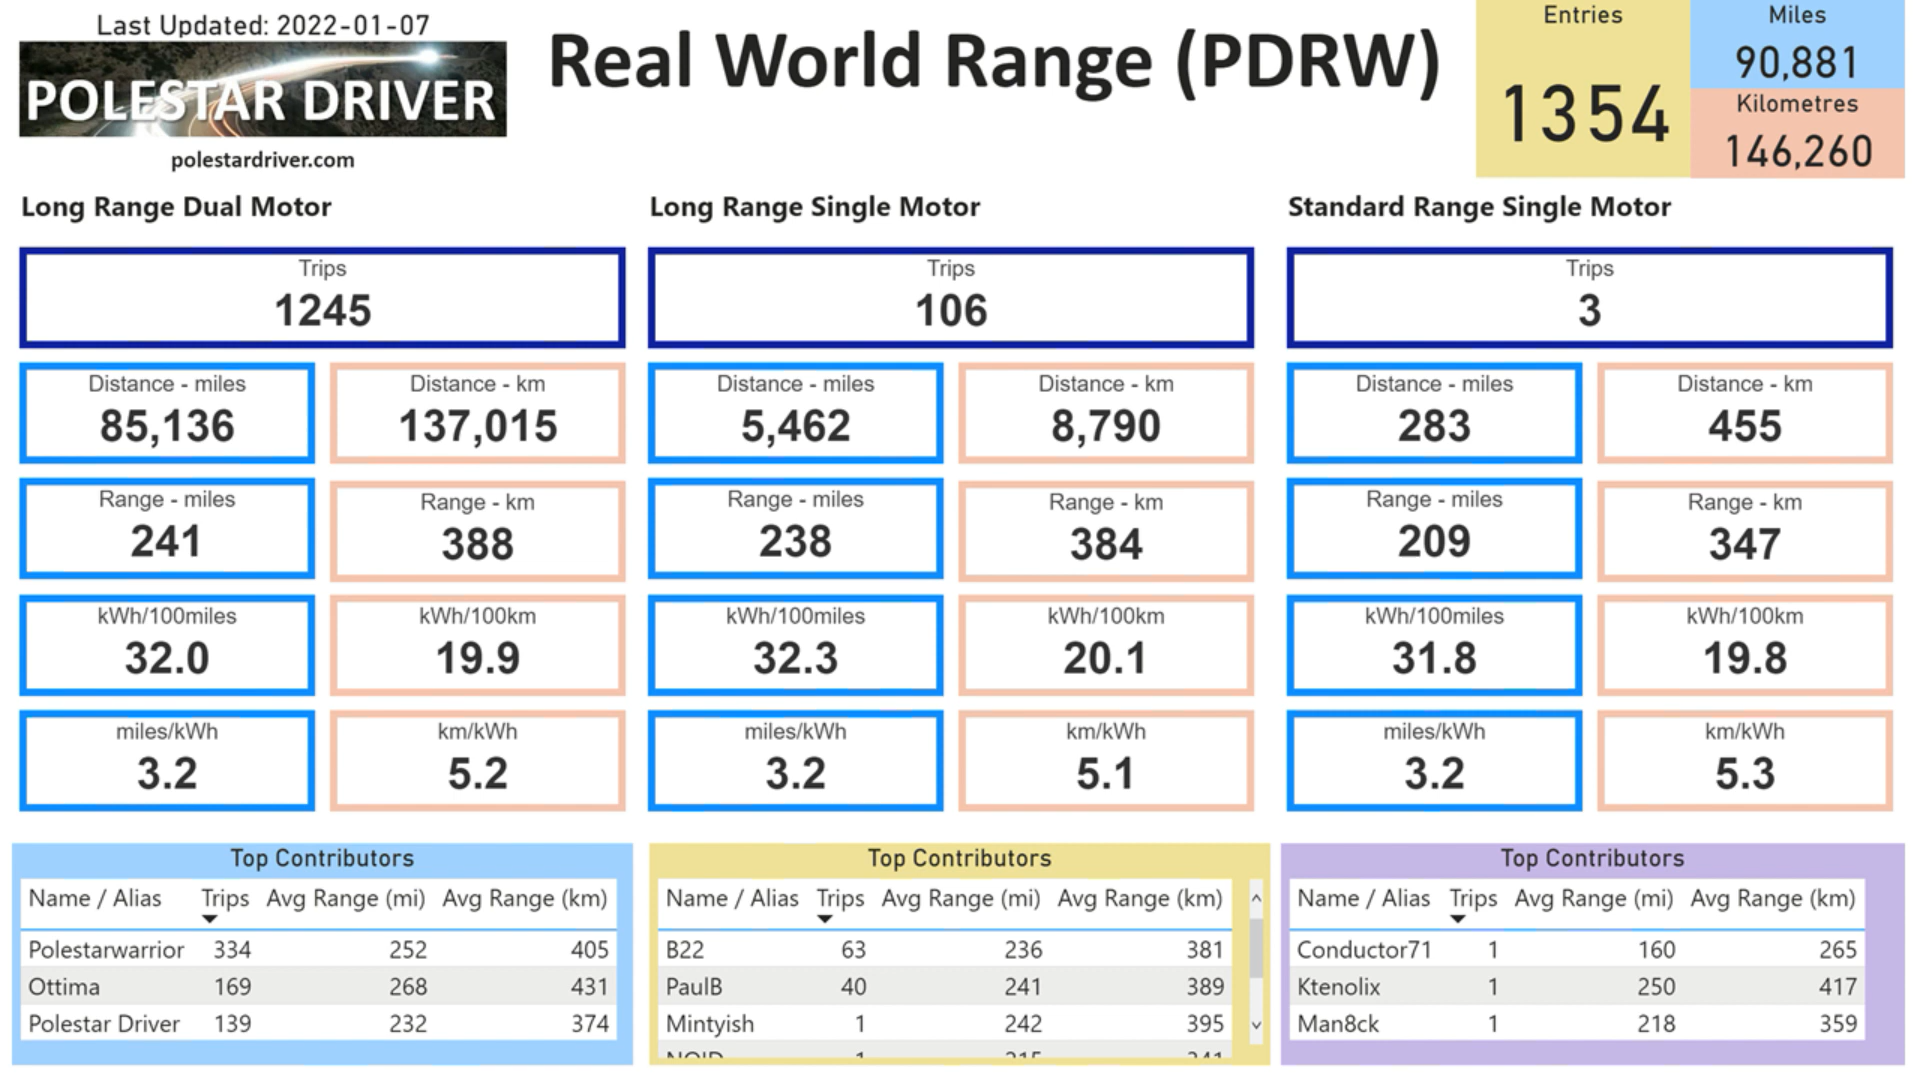 Last Updated: 2022-01-07
POLESTAR DRIVER
polestardriver.com
Real World Range (PDRW)
Entries
1354
Miles
90,881
Kilometres
146,260
Long Range Dual Motor
Trips
1245
Distance - miles
85,136
Distance - km
137,015
Range - miles
241
Range - km
388
kWh/100miles
32.0
kWh/100km
19.9
miles/kWh
3.2
km/kWh
5.2
Long Range Single Motor
Trips
106
Distance - miles
5,462
Distance - km
8,790
Range - miles
238
Range - km
384
kWh/100miles
32.3
kWh/100km
20.1
miles/kWh
3.2
km/kWh
5.1
Standard Range Single Motor
Trips
3
Distance - miles
283
Distance - km
455
Range - miles
209
Range - km
347
kWh/100miles
31.8
kWh/100km
19.8
miles/kWh
3.2
km/kWh
5.3
Top Contributors
Name / Alias Trips Avg Range (mi) Avg Range (km)
Polestarwarrior 334 252 405
Ottima 169 268 431
Polestar Driver 139 232 374
Top Contributors
Name / Alias Trips Avg Range (mi) Avg Range (km)
B22 63 236 381
PaulB 40 241 389
Mintyish 1 242 395
Top Contributors
Name / Alias Trips Avg Range (mi) Avg Range (km)
Conductor71 1 160 265
Ktenolix 1 250 417
Man8ck 1 218 359